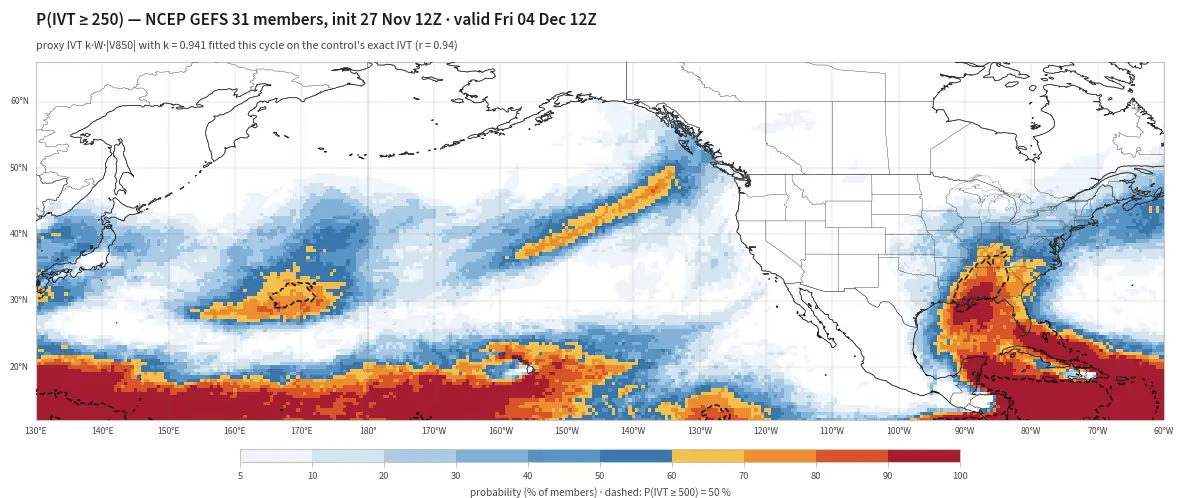 P(IVT ≥ 250) — NCEP GEFS 31 members, init 27 Nov 12Z · valid Fri 04 Dec 12Z
proxy IVT k·W·|V850| with k = 0.941 fitted this cycle on the control's exact IVT (r = 0.94)
60°N
50°N
40°N
30°N
20°N
130°E 140°E 150°E 160°E 170°E 180° 170°W 160°W 150°W 140°W 130°W 120°W 110°W 100°W 90°W 80°W 70°W 60°W
5 10 20 30 40 50 60 70 80 90 100
probability (% of members) · dashed: P(IVT ≥ 500) = 50 %